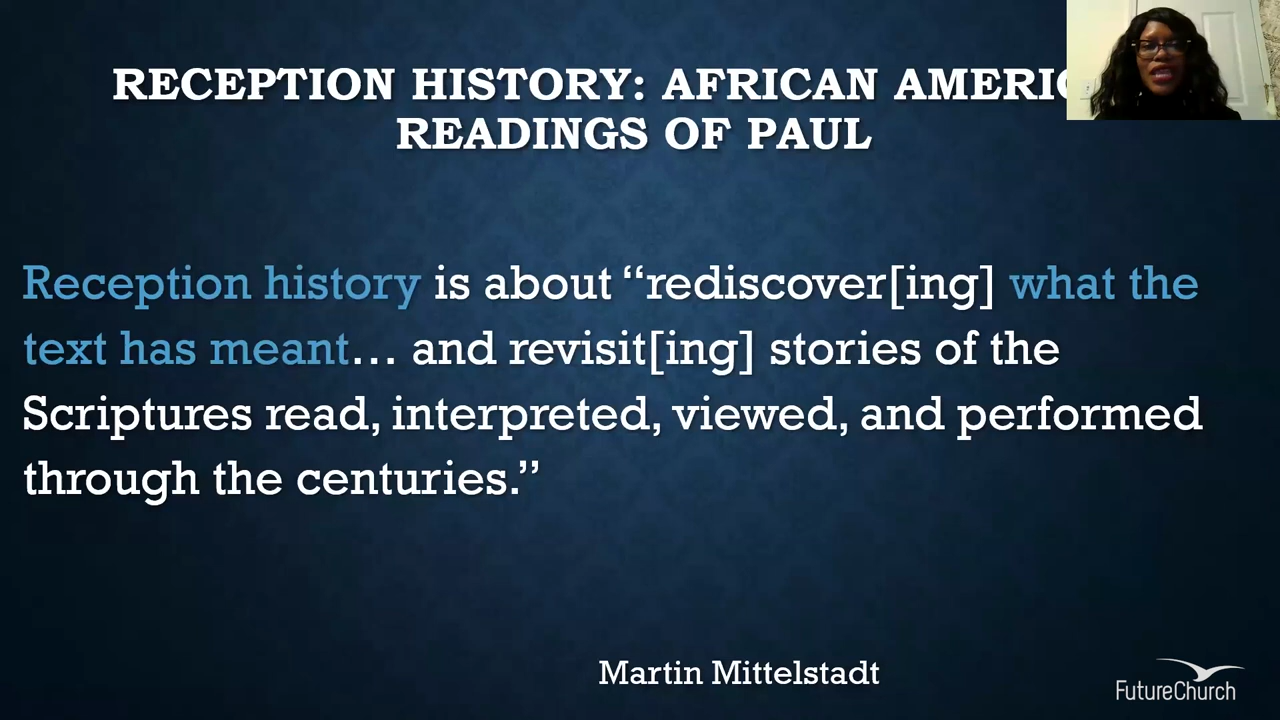 RECEPTION HISTORY: AFRICAN AMERIC
READINGS OF PAUL
Reception history is about “rediscover[ing] what the
text has meant… and revisit[ing] stories of the
Scriptures read, interpreted, viewed, and performed
through the centuries.”
Martin Mittelstadt
FutureChurch